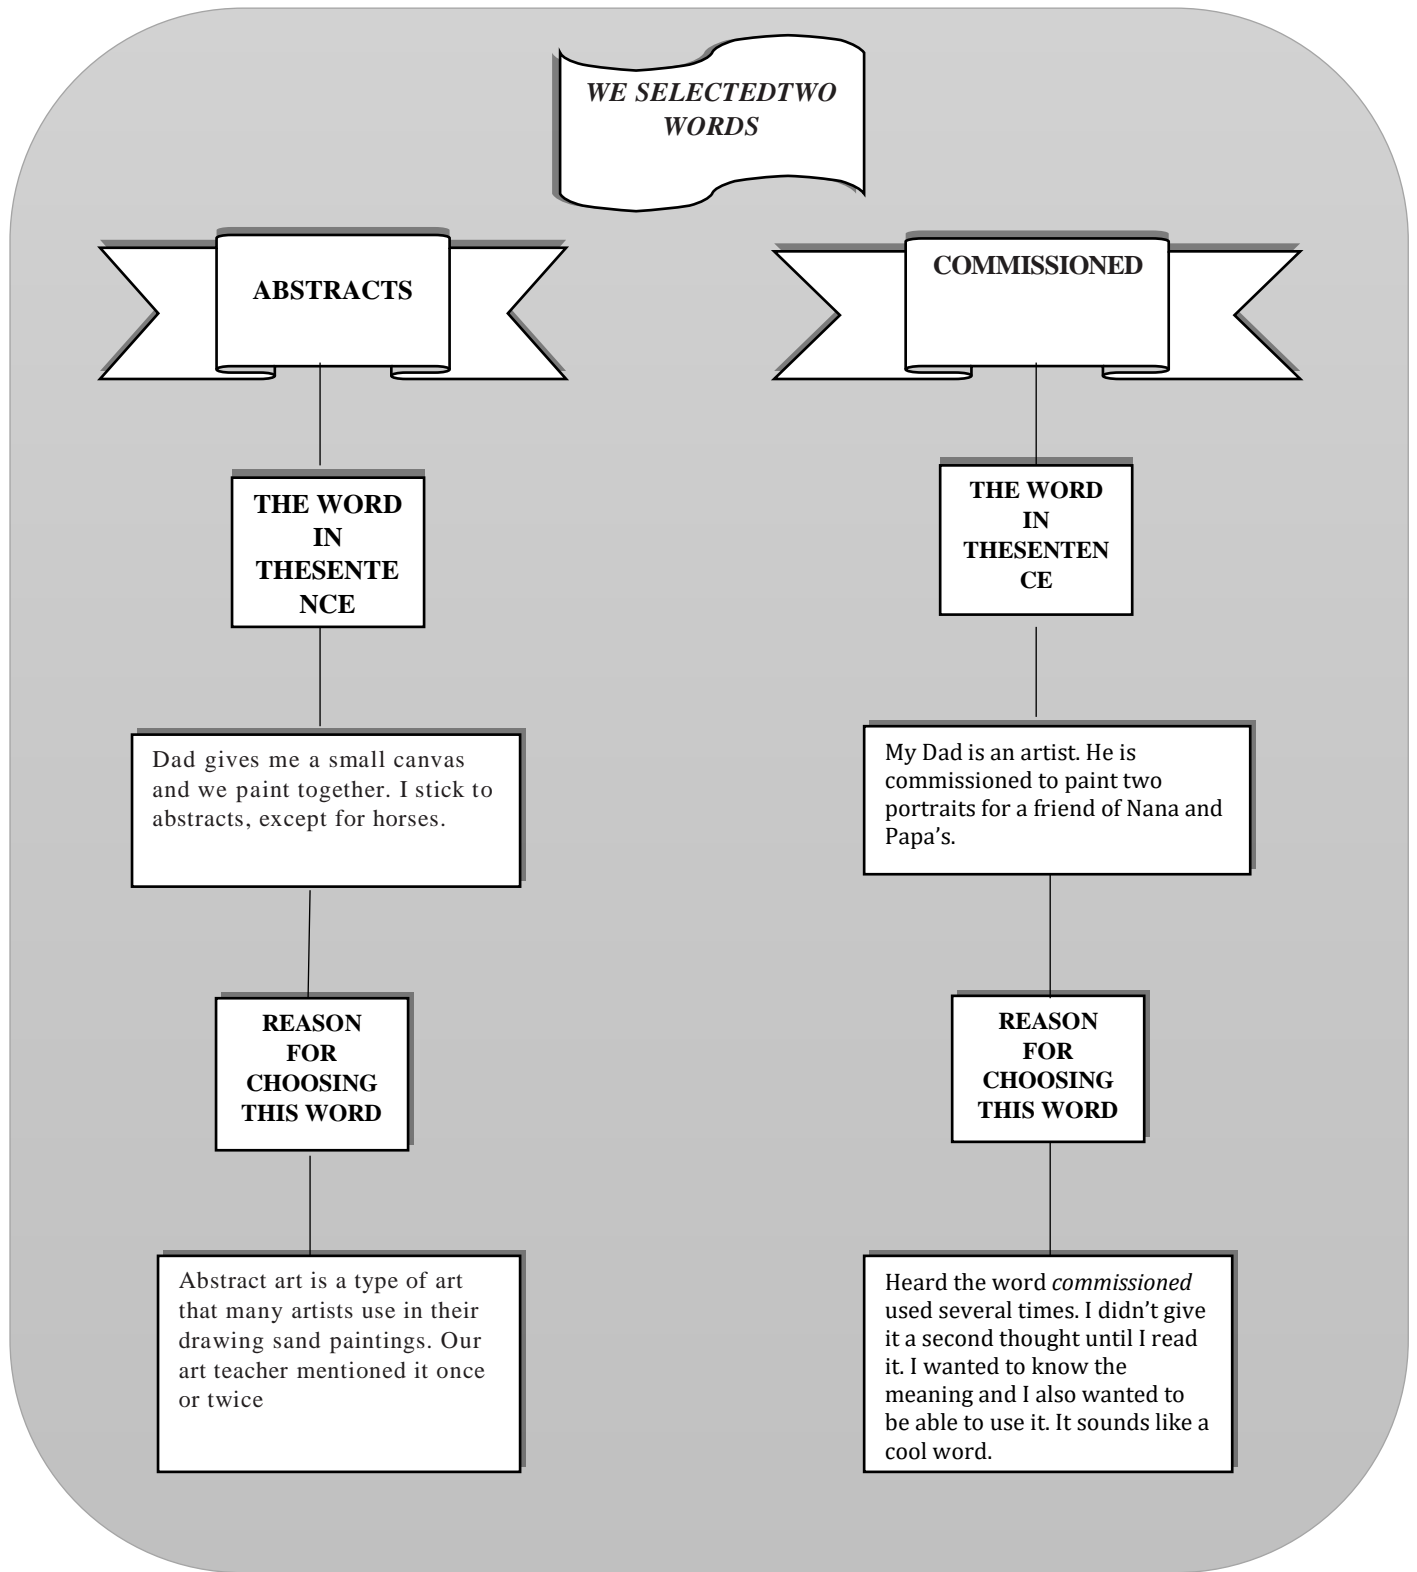 WE SELECTEDTWO
WORDS
ABSTRACTS
THE WORD
IN
THESENTE
NCE
Dad gives me a small canvas
and we paint together. I stick to
abstracts, except for horses.
REASON
FOR
CHOOSING
THIS WORD
Abstract art is a type of art
that many artists use in their
drawing sand paintings. Our
art teacher mentioned it once
or twice
COMMISSIONED
THE WORD
IN
THESENTEN
CE
My Dad is an artist. He is
commissioned to paint two
portraits for a friend of Nana and
Papa’s.
REASON
FOR
CHOOSING
THIS WORD
Heard the word commissioned
used several times. I didn’t give
it a second thought until I read
it. I wanted to know the
meaning and I also wanted to
be able to use it. It sounds like a
cool word.